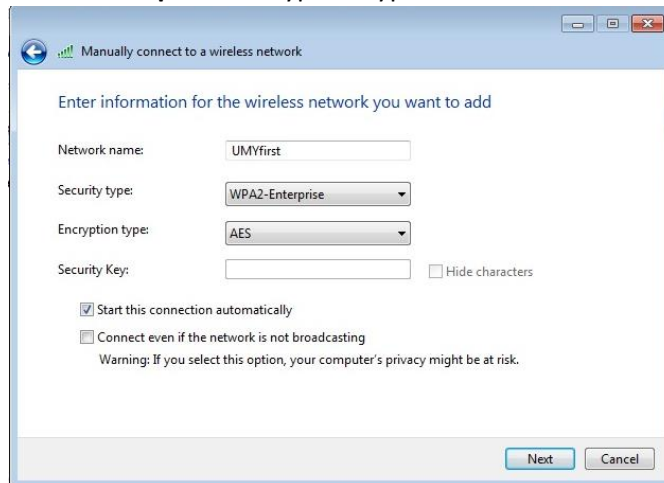 Manually connect to a wireless network
Enter information for the wireless network you want to add
Network name: UMYfirst
Security type: WPA2-Enterprise
Encryption type: AES
Security Key: Hide characters
Start this connection automatically
Connect even if the network is not broadcasting
Warning: If you select this option, your computer's privacy might be at risk.
Next Cancel